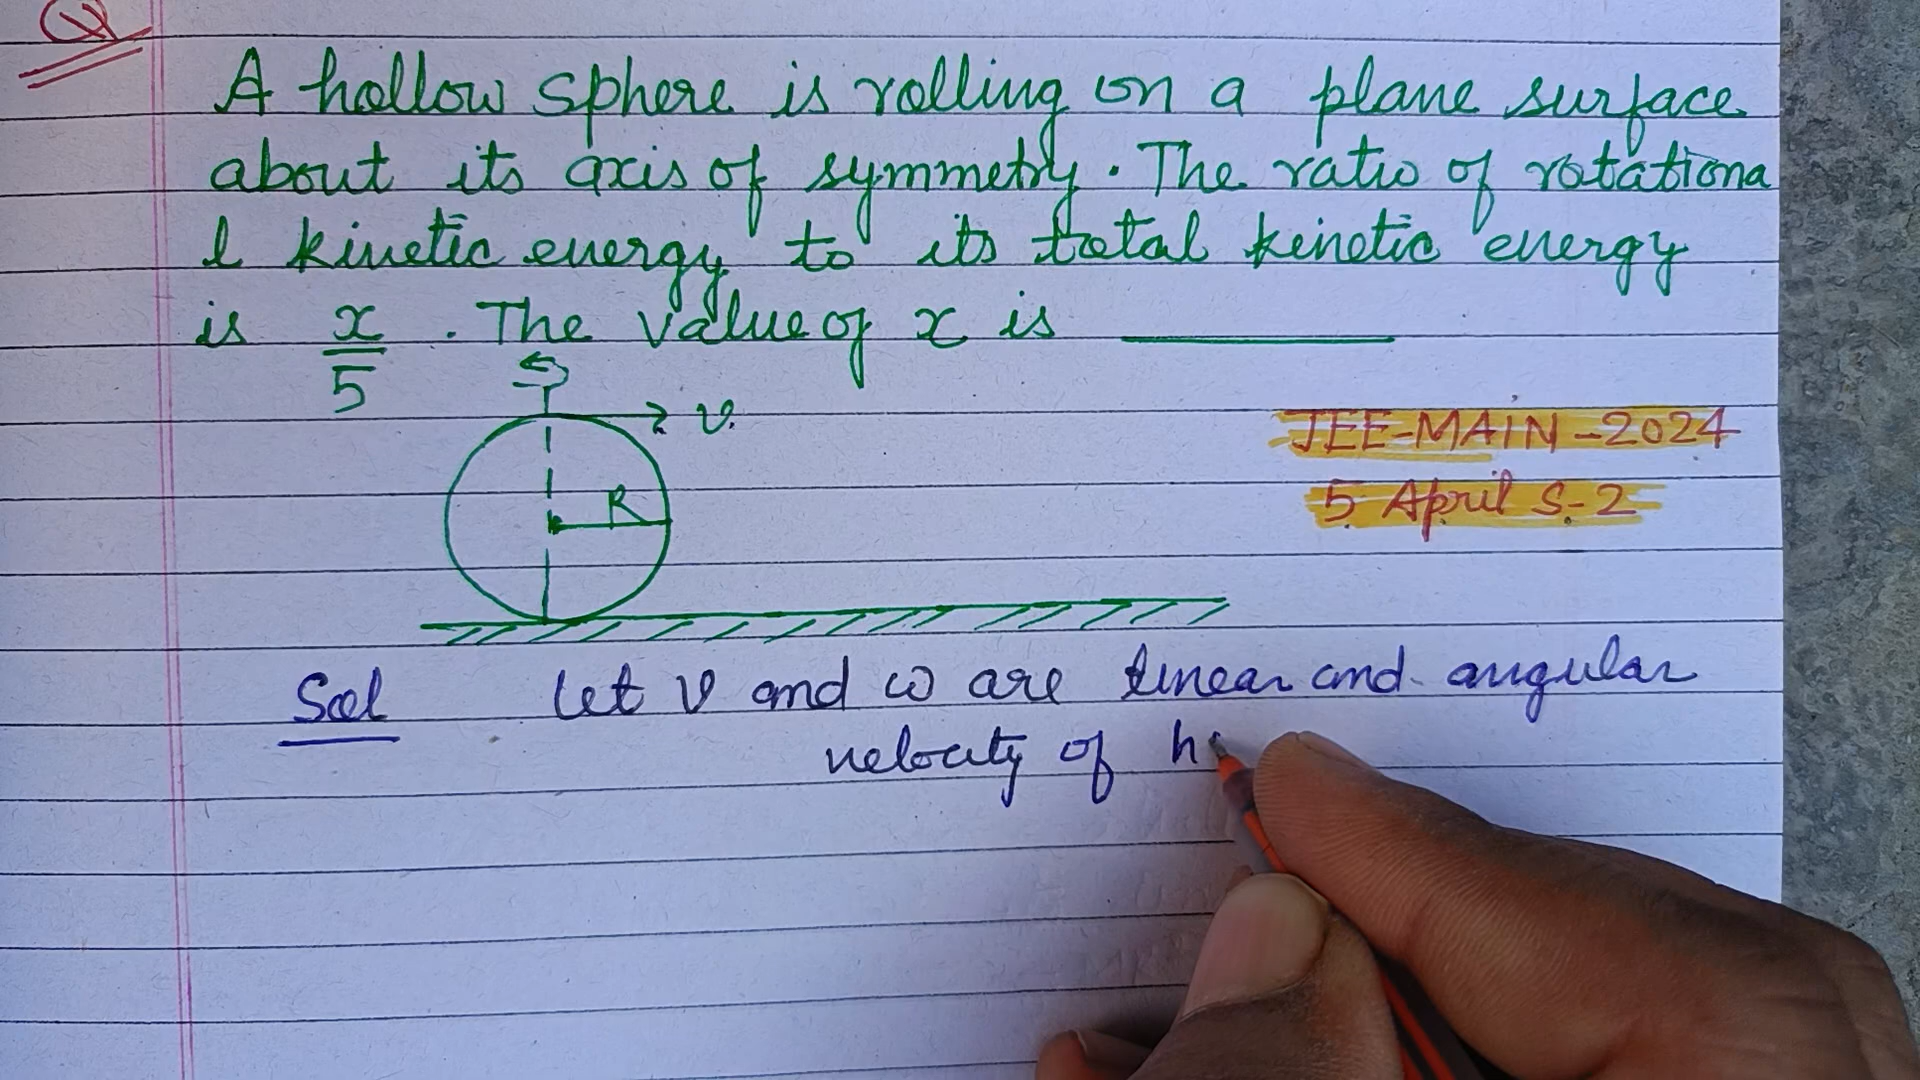 Q
A hollow sphere is rolling on a plane surface
about its axis of symmetry. The ratio of rotationa
l kinetic energy to its total kinetic energy
is x/5. The value of x is ________
v.
R
JEE-MAIN-2024
5 April S-2
Sol Let v and ω are linear and angular
velocity of h